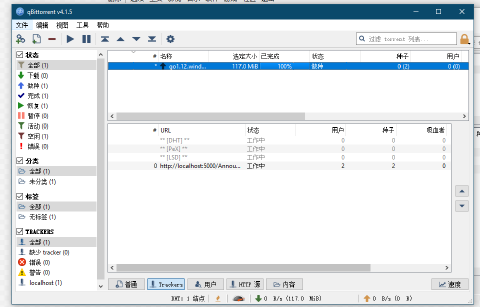 qBittorrent v4.1.5
文件 编辑 视图 工具 帮助
过滤 torrent 列表...
状态
全部 (1)
下载 (0)
做种 (1)
完成 (1)
恢复 (1)
暂停 (0)
活动 (0)
空闲 (1)
错误 (0)
分类
全部 (1)
未分类 (1)
标签
全部 (1)
无标签 (1)
TRACKERS
全部 (1)
缺少 tracker (0)
错误 (0)
警告 (0)
localhost (1)
# 名称 选定大小 已完成 状态 种子 用户
* go1.12.wind... 117.0 MiB 100% 做种 0 (2) 0 (0)
# URL 状态 用户 种子 吸血者
** [DHT] ** 工作中 0 0 0
** [PeX] ** 工作中 0 0 0
** [LSD] ** 工作中 0 0 0
0 http://localhost:5000/Annou... 工作中 2 2 0
普通 Trackers 用户 HTTP 源 内容 速度
DHT: 1 结点 0 B/s (117.0 MiB) 0 B/s (0 B)